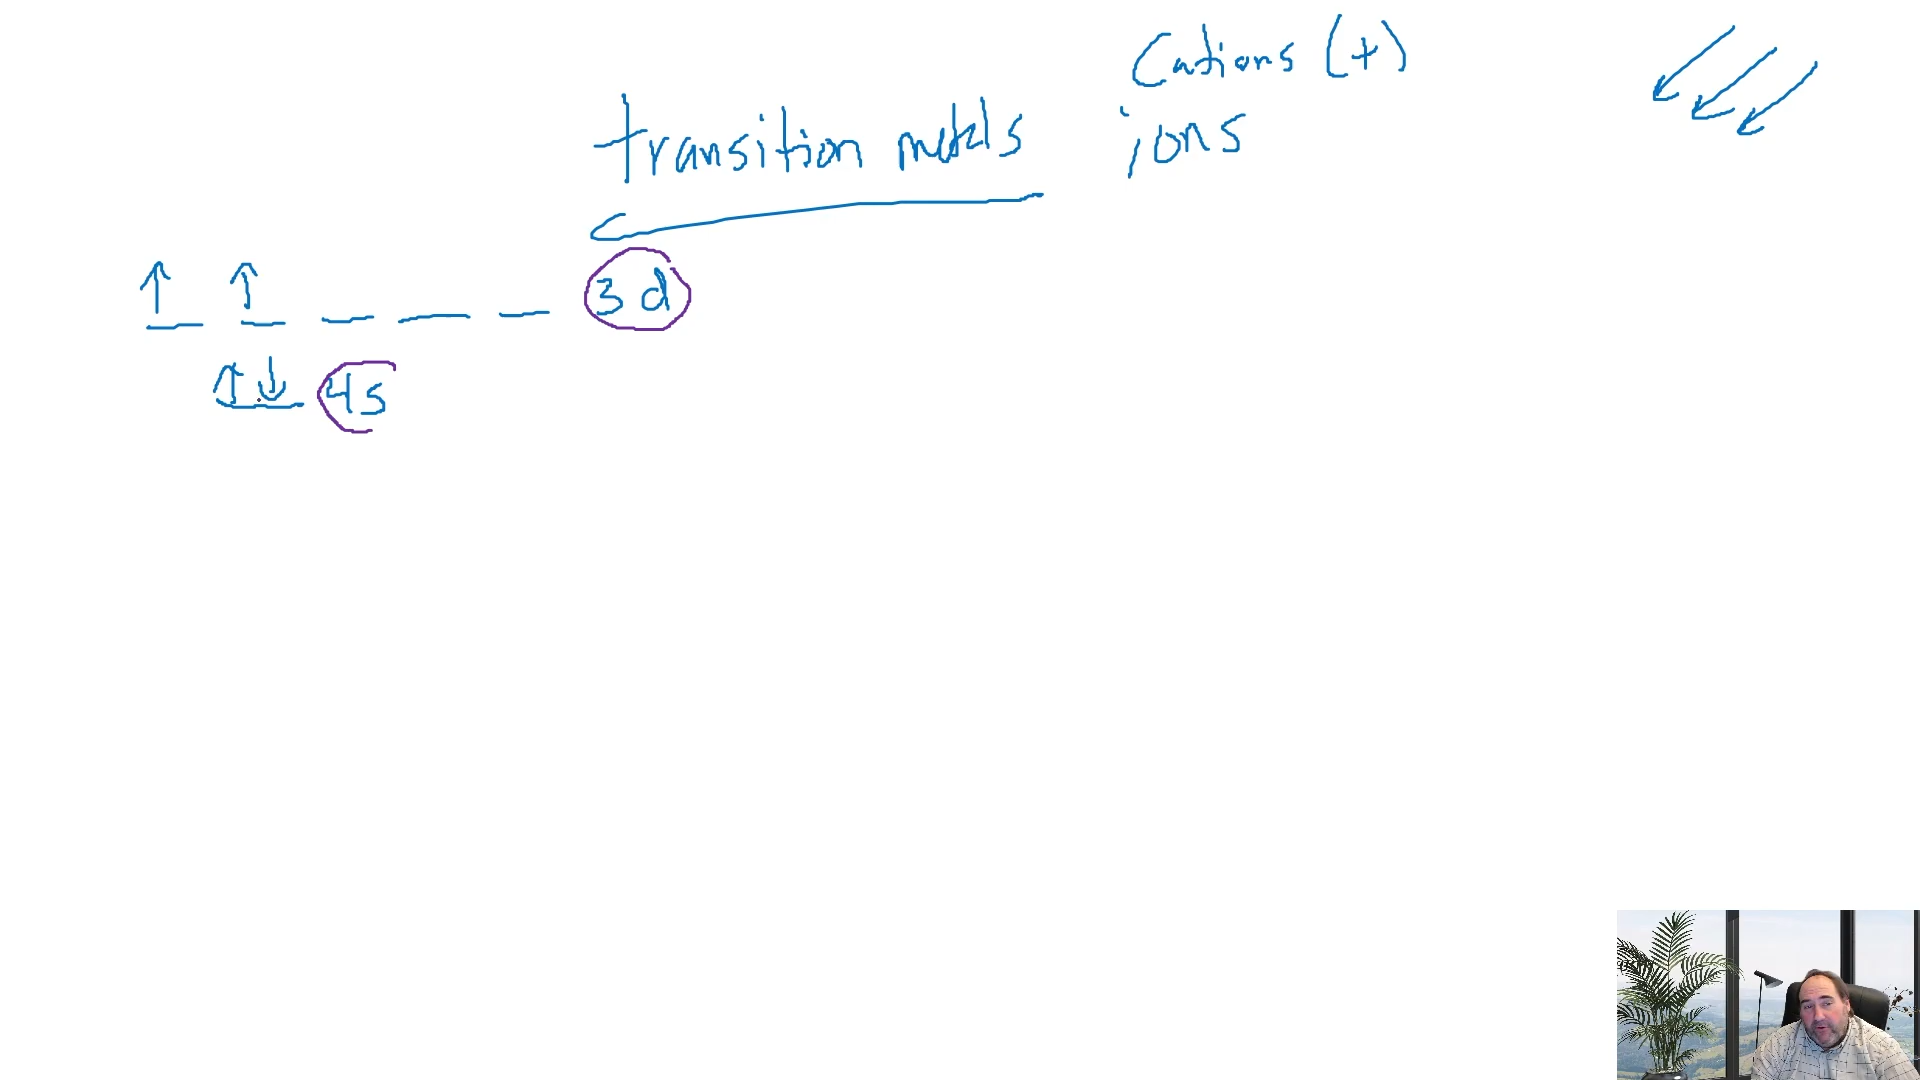 Cations (+)
transition metals ions
↑ ↑ 3d
↑↓ 4s